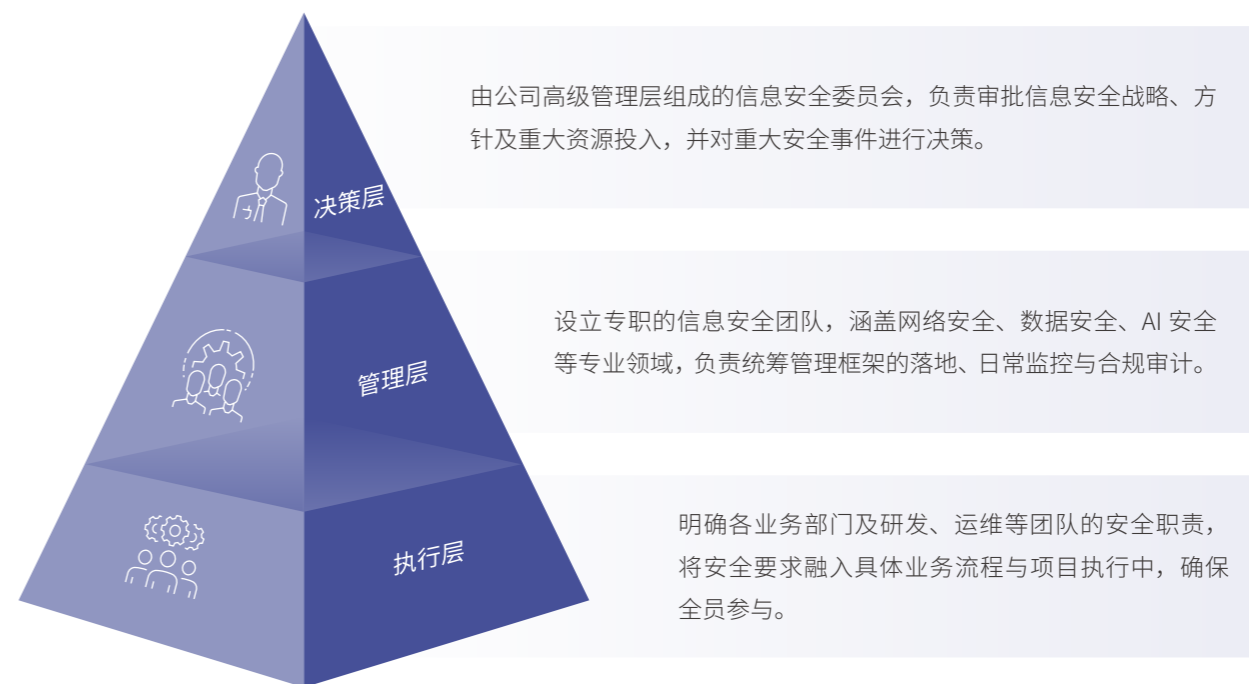 由公司高级管理层组成的信息安全委员会，负责审批信息安全战略、方
针及重大资源投入，并对重大安全事件进行决策。
决策层
设立专职的信息安全团队，涵盖网络安全、数据安全、AI 安全
等专业领域，负责统筹管理框架的落地、日常监控与合规审计。
管理层
明确各业务部门及研发、运维等团队的安全职责，
将安全要求融入具体业务流程与项目执行中，确保
全员参与。
执行层